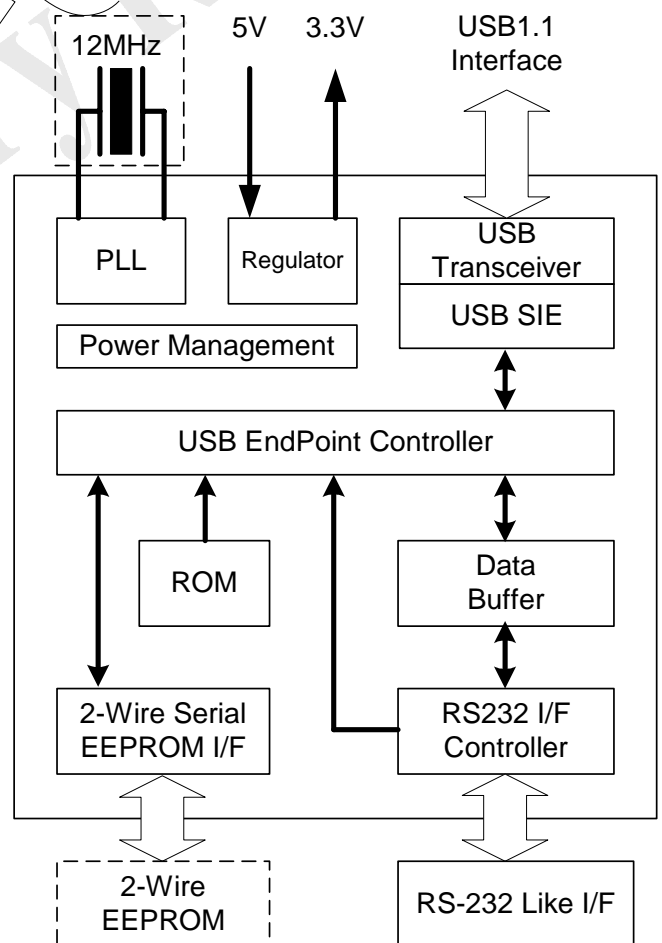 12MHz
5V
3.3V
USB1.1
Interface
PLL
Regulator
USB
Transceiver
USB SIE
Power Management
USB EndPoint Controller
ROM
Data
Buffer
2-Wire Serial
EEPROM I/F
RS232 I/F
Controller
2-Wire
EEPROM
RS-232 Like I/F